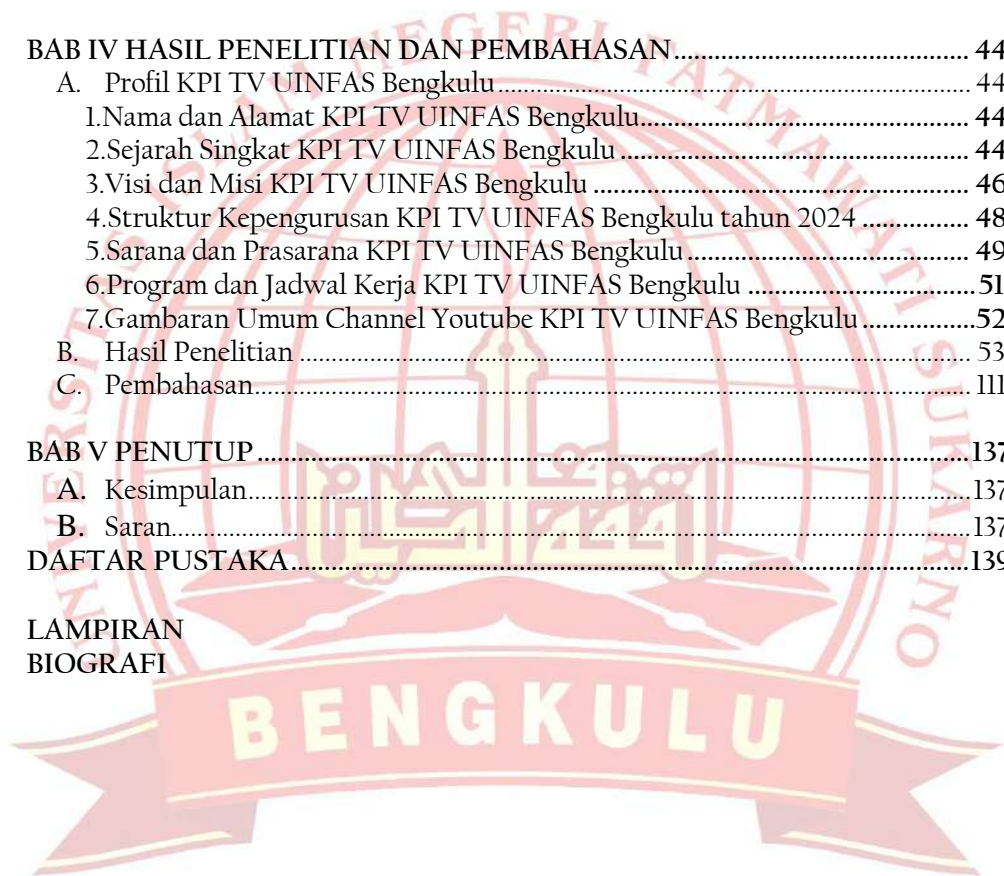 BAB IV HASIL PENELITIAN DAN PEMBAHASAN ........................................ 44
A. Profil KPI TV UINFAS Bengkulu ........................................ 44
1.Nama dan Alamat KPI TV UINFAS Bengkulu ........................................ 44
2.Sejarah Singkat KPI TV UINFAS Bengkulu ........................................ 44
3.Visi dan Misi KPI TV UINFAS Bengkulu ........................................ 46
4.Struktur Kepengurusan KPI TV UINFAS Bengkulu tahun 2024 ................ 48
5.Sarana dan Prasarana KPI TV UINFAS Bengkulu ........................................ 49
6.Program dan Jadwal Kerja KPI TV UINFAS Bengkulu ................................ 51
7.Gambaran Umum Channel Youtube KPI TV UINFAS Bengkulu ................ 52
B. Hasil Penelitian ........................................ 53
C. Pembahasan ........................................ 111
BAB V PENUTUP ........................................ 137
A. Kesimpulan ........................................ 137
B. Saran ........................................ 137
DAFTAR PUSTAKA ........................................ 139
LAMPIRAN
BIOGRAFI
UNIVERSITAS ISLAM NEGERI FATMAWATI SUKARNO
BENGKULU